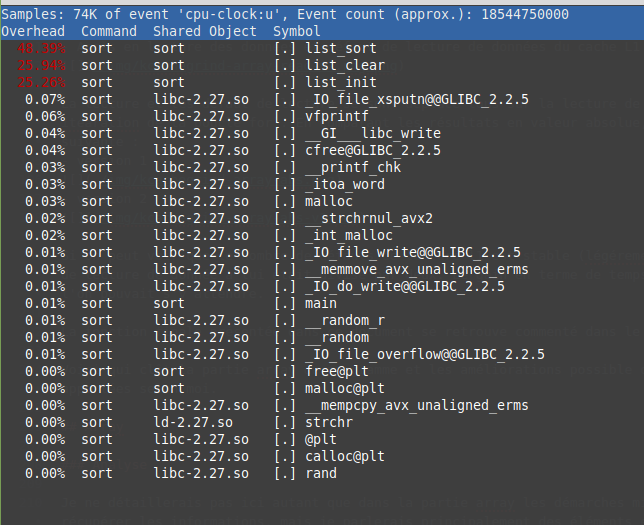 Samples: 74K of event 'cpu-clock:u', Event count (approx.): 18544750000
Overhead Command Shared Object Symbol
48.39% sort sort [.] list_sort
25.94% sort sort [.] list_clear
25.26% sort sort [.] list_init
0.07% sort libc-2.27.so [.] _IO_file_xsputn@@GLIBC_2.2.5
0.06% sort libc-2.27.so [.] vfprintf
0.04% sort libc-2.27.so [.] __GI___libc_write
0.04% sort libc-2.27.so [.] cfree@GLIBC_2.2.5
0.03% sort libc-2.27.so [.] __printf_chk
0.03% sort libc-2.27.so [.] _itoa_word
0.03% sort libc-2.27.so [.] malloc
0.02% sort libc-2.27.so [.] __strchrnul_avx2
0.02% sort libc-2.27.so [.] _int_malloc
0.01% sort libc-2.27.so [.] _IO_file_write@@GLIBC_2.2.5
0.01% sort libc-2.27.so [.] __memmove_avx_unaligned_erms
0.01% sort libc-2.27.so [.] _IO_do_write@@GLIBC_2.2.5
0.01% sort sort [.] main
0.01% sort libc-2.27.so [.] __random_r
0.01% sort libc-2.27.so [.] __random
0.01% sort libc-2.27.so [.] _IO_file_overflow@@GLIBC_2.2.5
0.00% sort sort [.] free@plt
0.00% sort sort [.] malloc@plt
0.00% sort libc-2.27.so [.] __mempcpy_avx_unaligned_erms
0.00% sort ld-2.27.so [.] strchr
0.00% sort libc-2.27.so [.] @plt
0.00% sort libc-2.27.so [.] calloc@plt
0.00% sort libc-2.27.so [.] rand